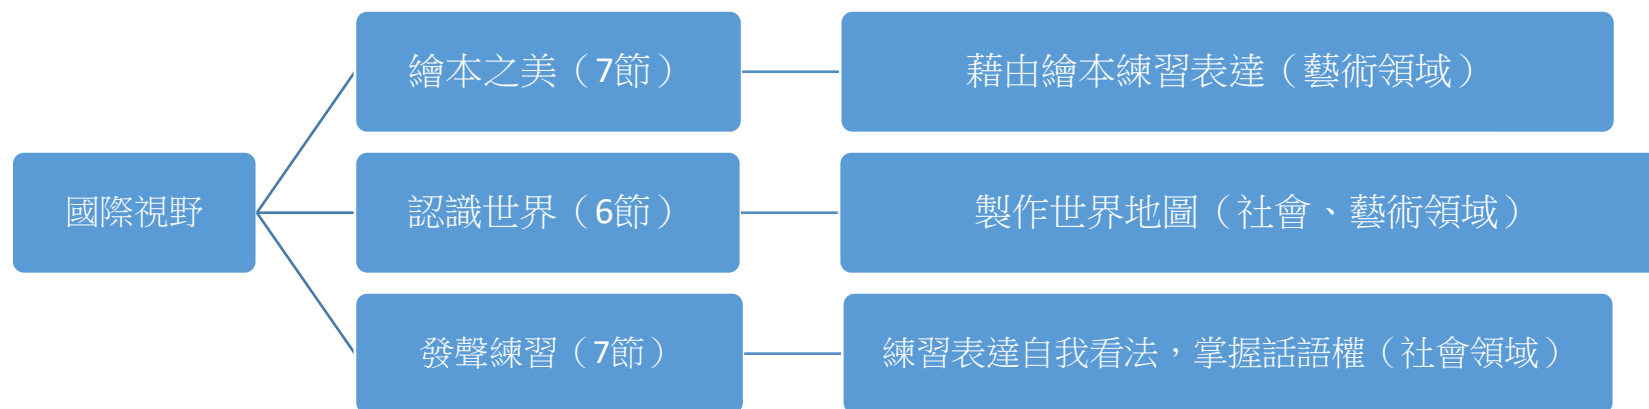 繪本之美（7節）
藉由繪本練習表達（藝術領域）
國際視野
認識世界（6節）
製作世界地圖（社會、藝術領域）
發聲練習（7節）
練習表達自我看法，掌握話語權（社會領域）